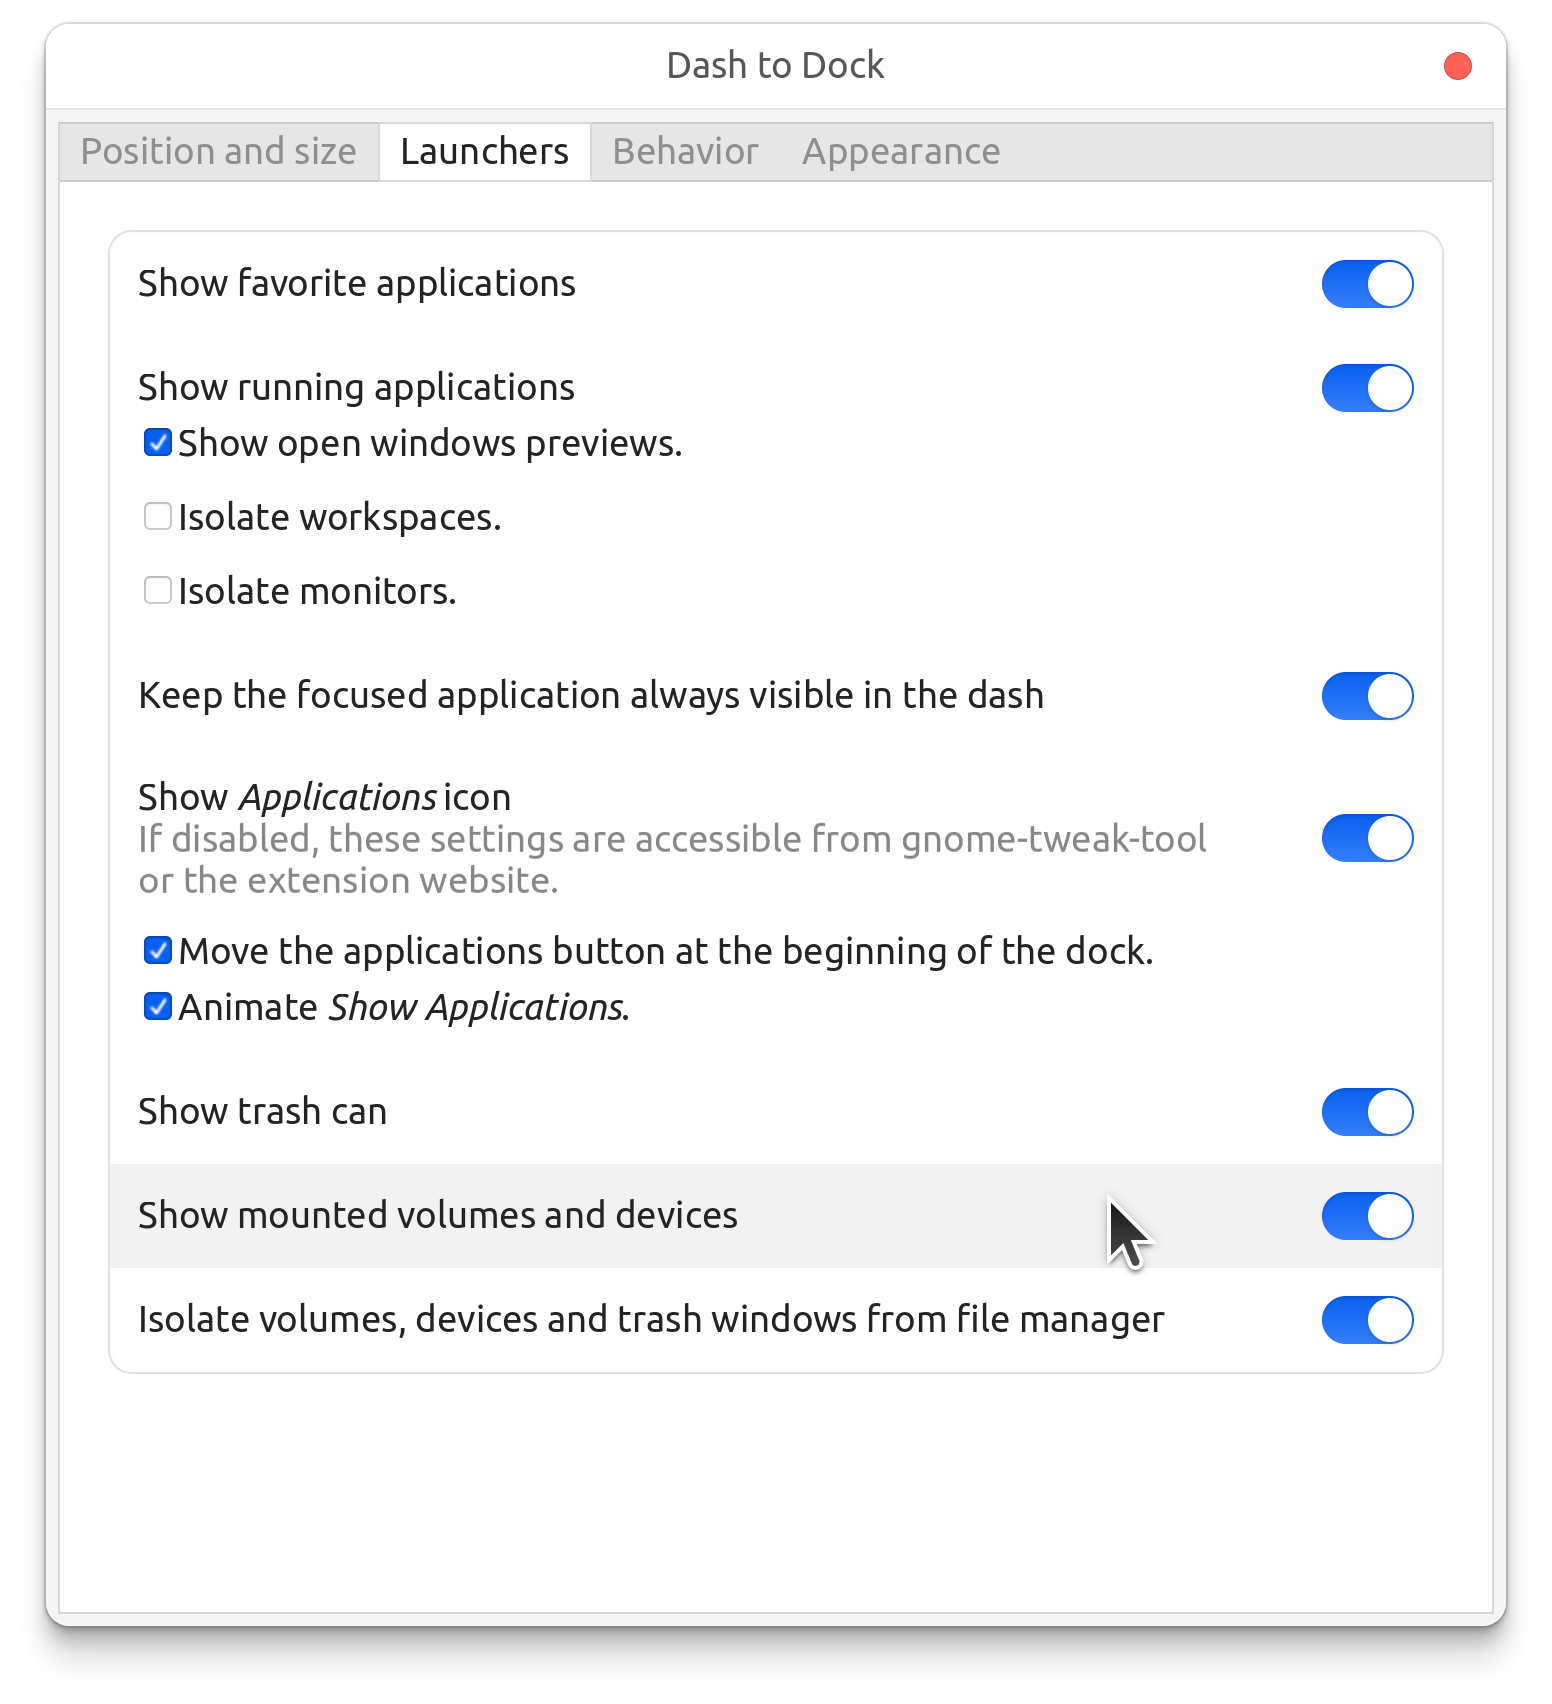 Dash to Dock
Position and size Launchers Behavior Appearance
Show favorite applications
Show running applications
Show open windows previews.
Isolate workspaces.
Isolate monitors.
Keep the focused application always visible in the dash
Show Applications icon
If disabled, these settings are accessible from gnome-tweak-tool
or the extension website.
Move the applications button at the beginning of the dock.
Animate Show Applications.
Show trash can
Show mounted volumes and devices
Isolate volumes, devices and trash windows from file manager